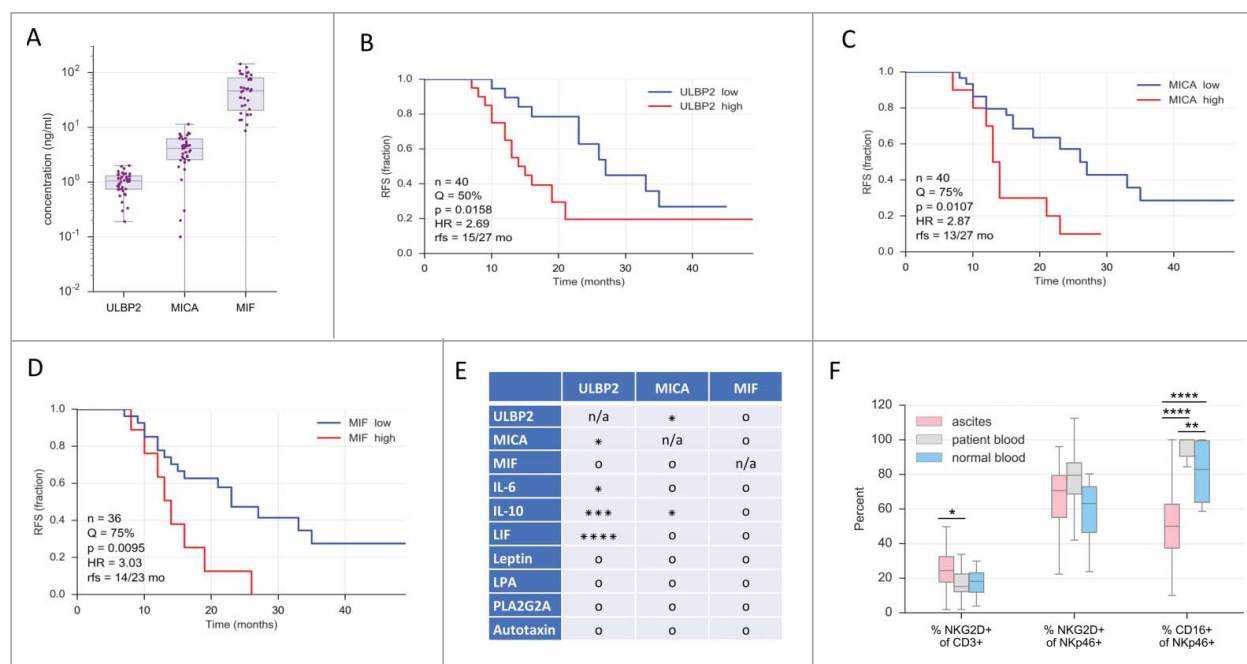 A
concentration (ng/ml)
10²
10¹
10⁰
10⁻¹
10⁻²
ULBP2 MICA MIF
B
RFS (fraction)
1.0
0.8
0.6
0.4
0.2
0.0
ULBP2 low
ULBP2 high
n = 40
Q = 50%
p = 0.0158
HR = 2.69
rfs = 15/27 mo
0 10 20 30 40
Time (months)
C
RFS (fraction)
1.0
0.8
0.6
0.4
0.2
0.0
MICA low
MICA high
n = 40
Q = 75%
p = 0.0107
HR = 2.87
rfs = 13/27 mo
0 10 20 30 40
Time (months)
D
RFS (fraction)
1.0
0.8
0.6
0.4
0.2
0.0
MIF low
MIF high
n = 36
Q = 75%
p = 0.0095
HR = 3.03
rfs = 14/23 mo
0 10 20 30 40
Time (months)
E
ULBP2 MICA MIF
ULBP2 n/a * o
MICA * n/a o
MIF o o n/a
IL-6 * o o
IL-10 *** * o
LIF **** o o
Leptin o o o
LPA o o o
PLA2G2A o o o
Autotaxin o o o
F
Percent
120
100
80
60
40
20
0
ascites
patient blood
normal blood
*
****
****
**
% NKG2D+ % NKG2D+ % CD16+
of CD3+ of NKp46+ of NKp46+